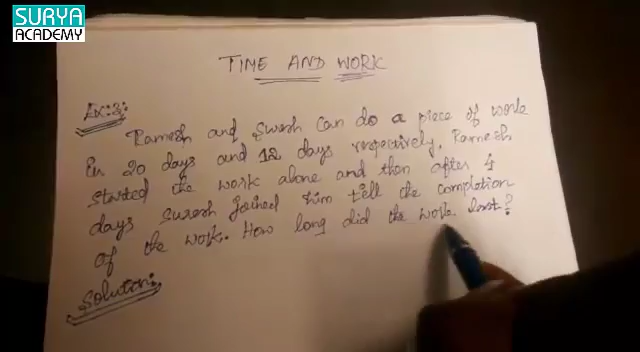 SURYA
ACADEMY
TIME AND WORK
Ex:3:
Ramesh and Suresh can do a piece of work
in 20 days and 12 days respectively. Ramesh
started the work alone and then after 4
days Suresh joined him till the completion
of the work. How long did the work last?
Solution: